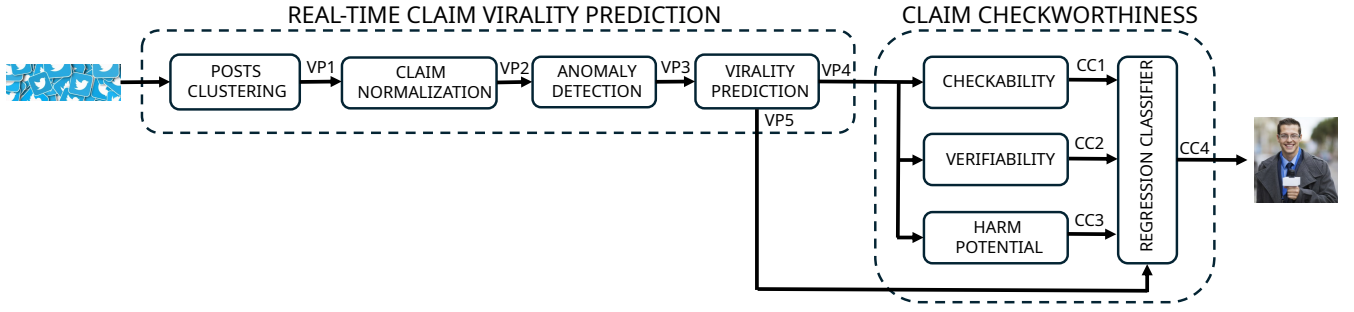 REAL-TIME CLAIM VIRALITY PREDICTION
CLAIM CHECKWORTHINESS
POSTS
CLUSTERING
VP1
CLAIM
NORMALIZATION
VP2
ANOMALY
DETECTION
VP3
VIRALITY
PREDICTION
VP4
VP5
CHECKABILITY
CC1
VERIFIABILITY
CC2
HARM
POTENTIAL
CC3
REGRESSION CLASSIFIER
CC4